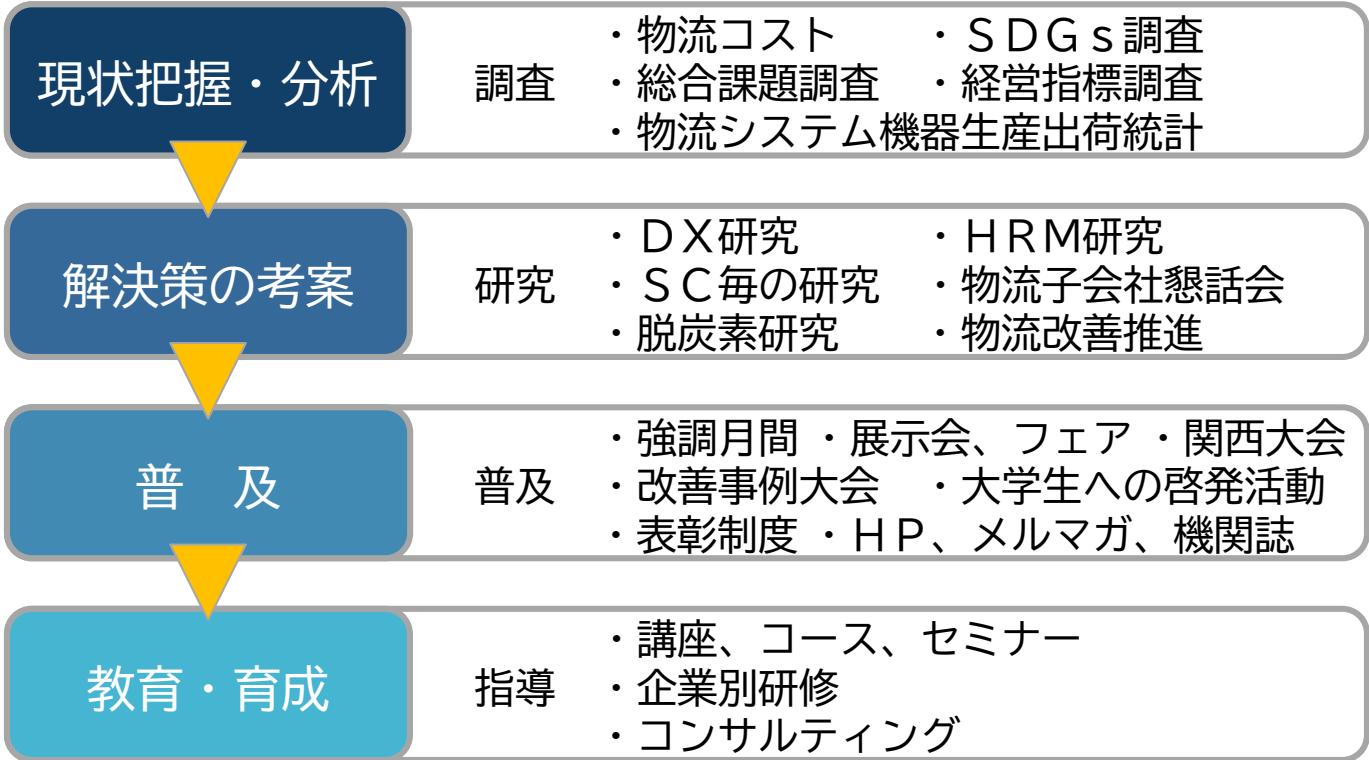 現状把握・分析
調査
・物流コスト ・ＳＤＧｓ調査
・総合課題調査 ・経営指標調査
・物流システム機器生産出荷統計
解決策の考案
研究
・ＤＸ研究 ・ＨＲＭ研究
・ＳＣ毎の研究 ・物流子会社懇話会
・脱炭素研究 ・物流改善推進
普　及
普及
・強調月間 ・展示会、フェア ・関西大会
・改善事例大会 ・大学生への啓発活動
・表彰制度 ・ＨＰ、メルマガ、機関誌
教育・育成
指導
・講座、コース、セミナー
・企業別研修
・コンサルティング